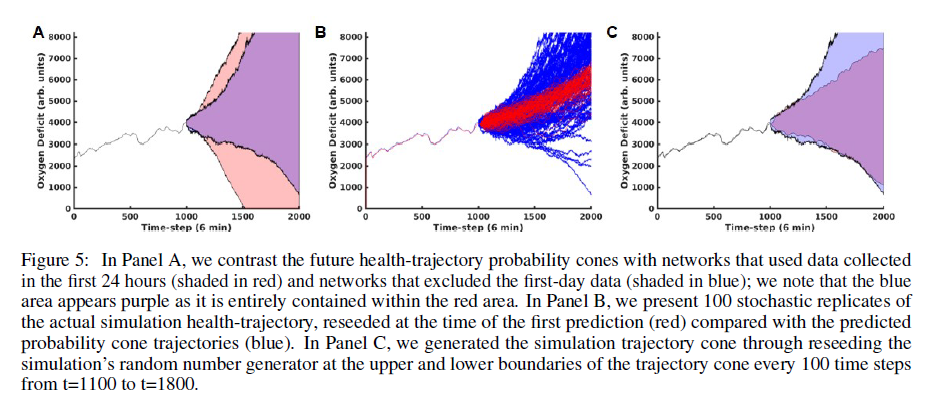 A
B
C
8000
7000
6000
5000
4000
3000
2000
1000
0
Oxygen Deficit (arb. units)
0 500 1000 1500 2000
Time-step (6 min)
8000
7000
6000
5000
4000
3000
2000
1000
0
Oxygen Deficit (arb. units)
0 500 1000 1500 2000
Time-step (6 min)
8000
7000
6000
5000
4000
3000
2000
1000
0
Oxygen Deficit (arb. units)
0 500 1000 1500 2000
Time-step (6 min)
Figure 5: In Panel A, we contrast the future health-trajectory probability cones with networks that used data collected
in the first 24 hours (shaded in red) and networks that excluded the first-day data (shaded in blue); we note that the blue
area appears purple as it is entirely contained within the red area. In Panel B, we present 100 stochastic replicates of
the actual simulation health-trajectory, reseeded at the time of the first prediction (red) compared with the predicted
probability cone trajectories (blue). In Panel C, we generated the simulation trajectory cone through reseeding the
simulation's random number generator at the upper and lower boundaries of the trajectory cone every 100 time steps
from t=1100 to t=1800.